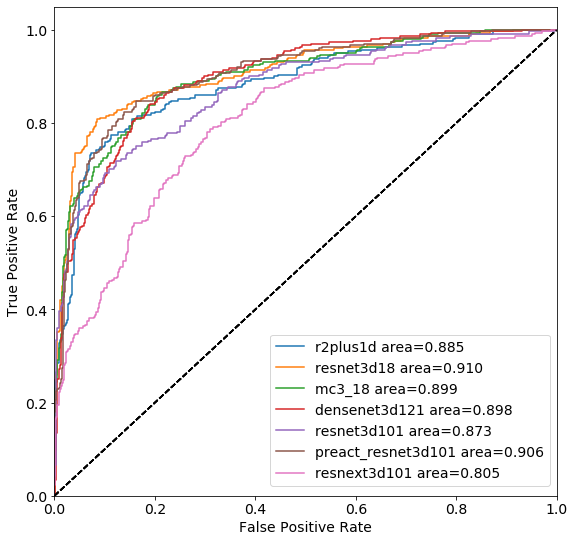 1.0
0.8
0.6
0.4
0.2
0.0
True Positive Rate
r2plus1d area=0.885
resnet3d18 area=0.910
mc3_18 area=0.899
densenet3d121 area=0.898
resnet3d101 area=0.873
preact_resnet3d101 area=0.906
resnext3d101 area=0.805
0.0 0.2 0.4 0.6 0.8 1.0
False Positive Rate